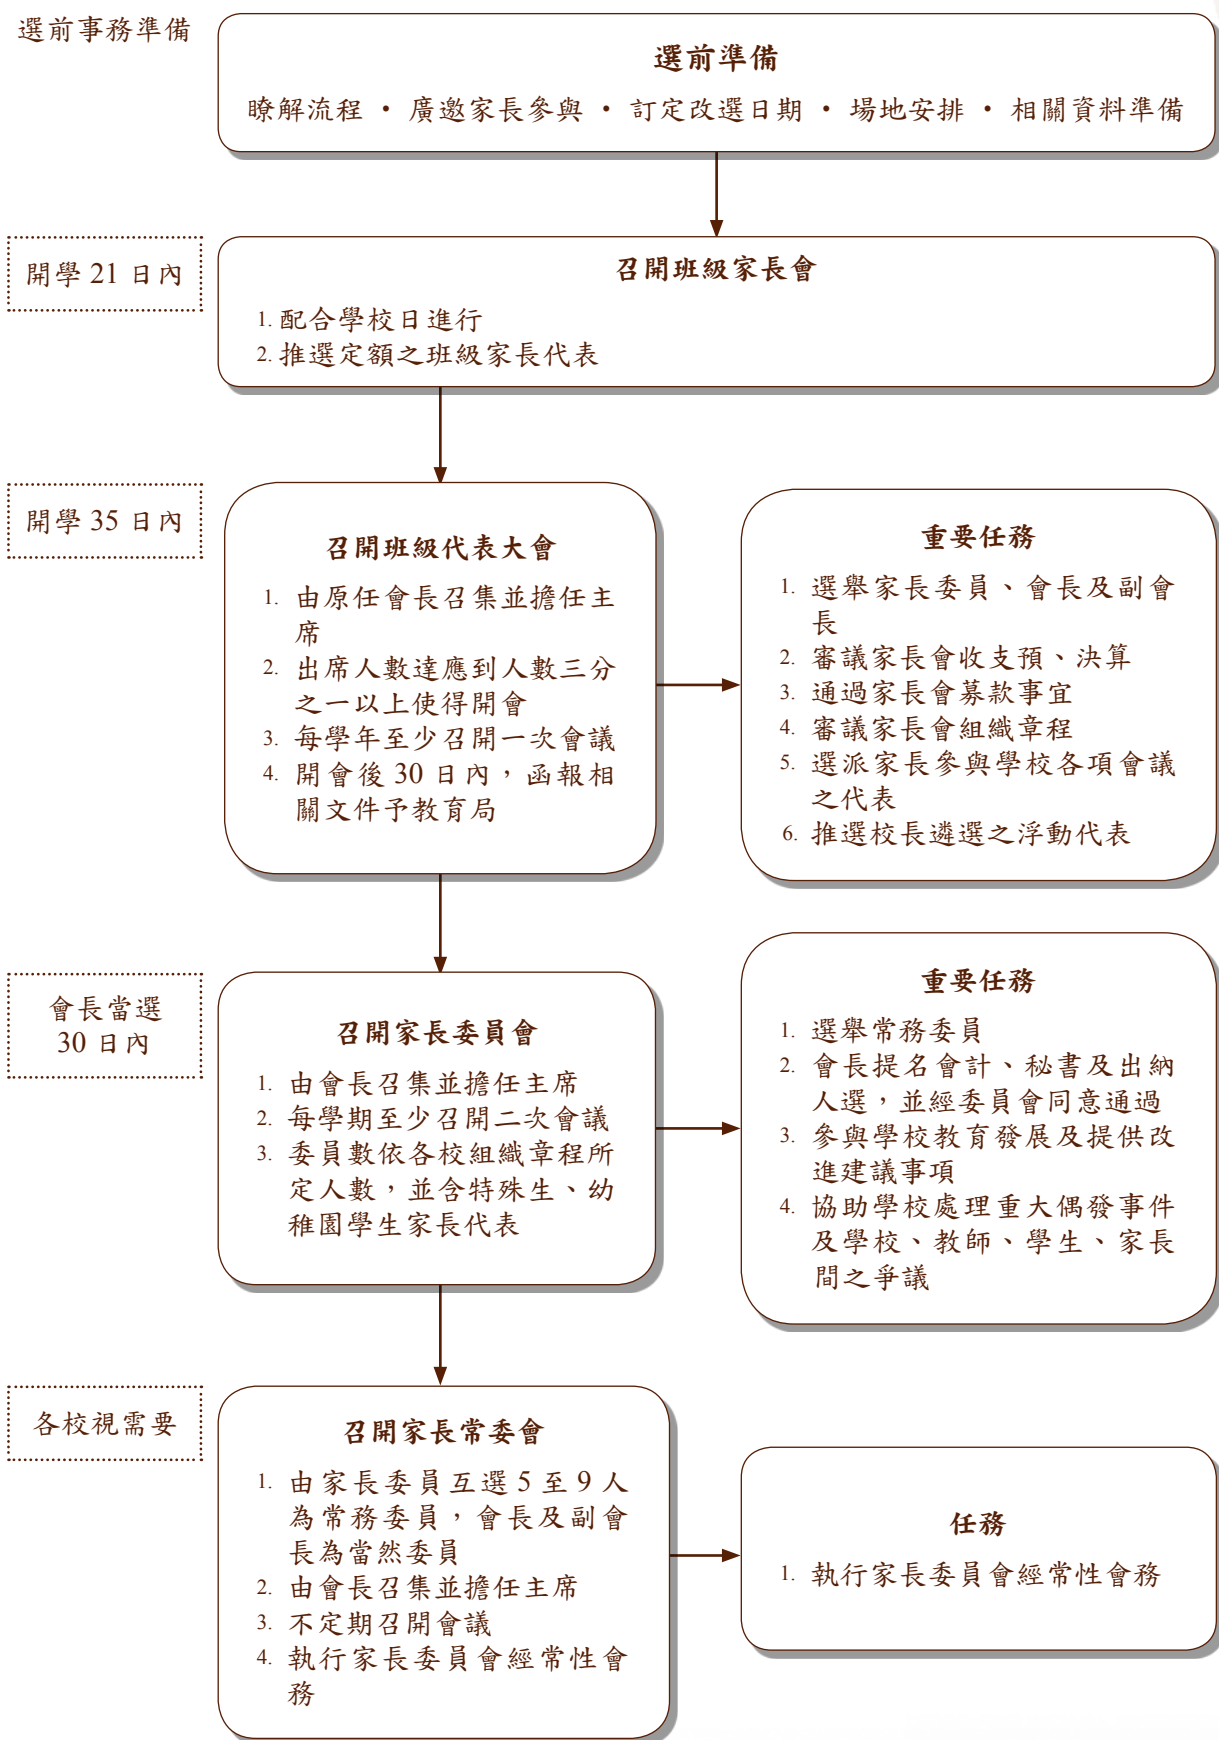 選前事務準備
選前準備
瞭解流程 • 廣邀家長參與 • 訂定改選日期 • 場地安排 • 相關資料準備
開學 21 日內
召開班級家長會
1. 配合學校日進行
2. 推選定額之班級家長代表
開學 35 日內
召開班級代表大會
1. 由原任會長召集並擔任主
席
2. 出席人數達應到人數三分
之一以上使得開會
3. 每學年至少召開一次會議
4. 開會後 30 日內，函報相
關文件予教育局
重要任務
1. 選舉家長委員、會長及副會
長
2. 審議家長會收支預、決算
3. 通過家長會募款事宜
4. 審議家長會組織章程
5. 選派家長參與學校各項會議
之代表
6. 推選校長遴選之浮動代表
會長當選
30 日內
召開家長委員會
1. 由會長召集並擔任主席
2. 每學期至少召開二次會議
3. 委員數依各校組織章程所
定人數，並含特殊生、幼
稚園學生家長代表
重要任務
1. 選舉常務委員
2. 會長提名會計、秘書及出納
人選，並經委員會同意通過
3. 參與學校教育發展及提供改
進建議事項
4. 協助學校處理重大偶發事件
及學校、教師、學生、家長
間之爭議
各校視需要
召開家長常委會
1. 由家長委員互選 5 至 9 人
為常務委員，會長及副會
長為當然委員
2. 由會長召集並擔任主席
3. 不定期召開會議
4. 執行家長委員會經常性會
務
任務
1. 執行家長委員會經常性會務